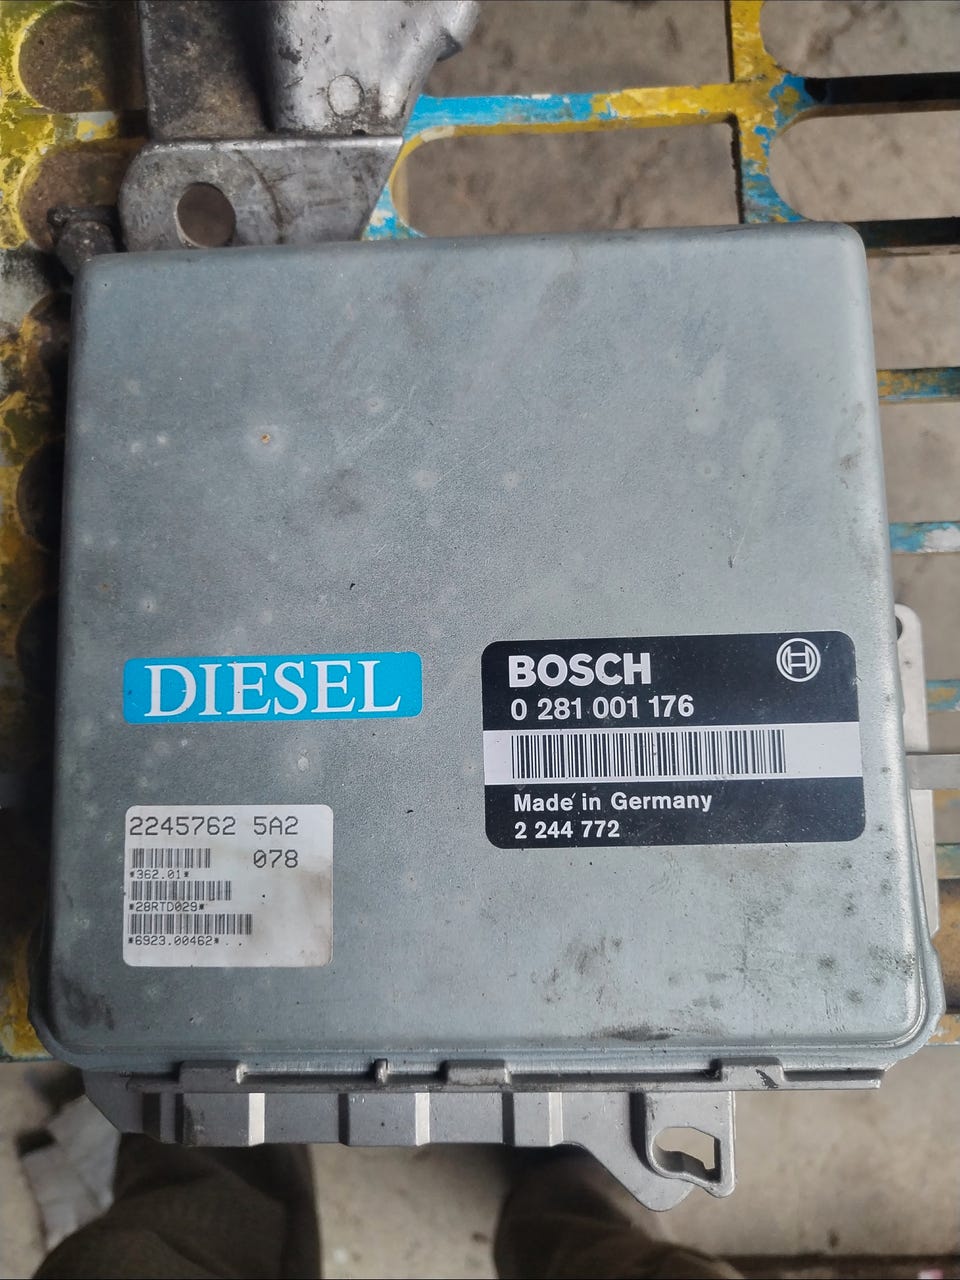 DIESEL
BOSCH
0 281 001 176
Made in Germany
2 244 772
2245762 5A2
078
*362.01*
*28RTD029*
*6923.00462*